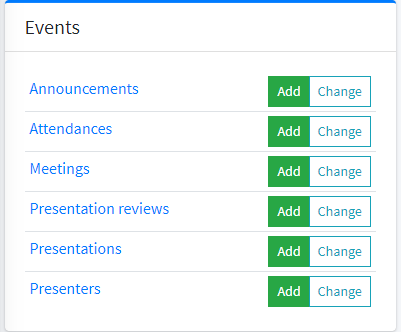 Events
Announcements Add Change
Attendances Add Change
Meetings Add Change
Presentation reviews Add Change
Presentations Add Change
Presenters Add Change